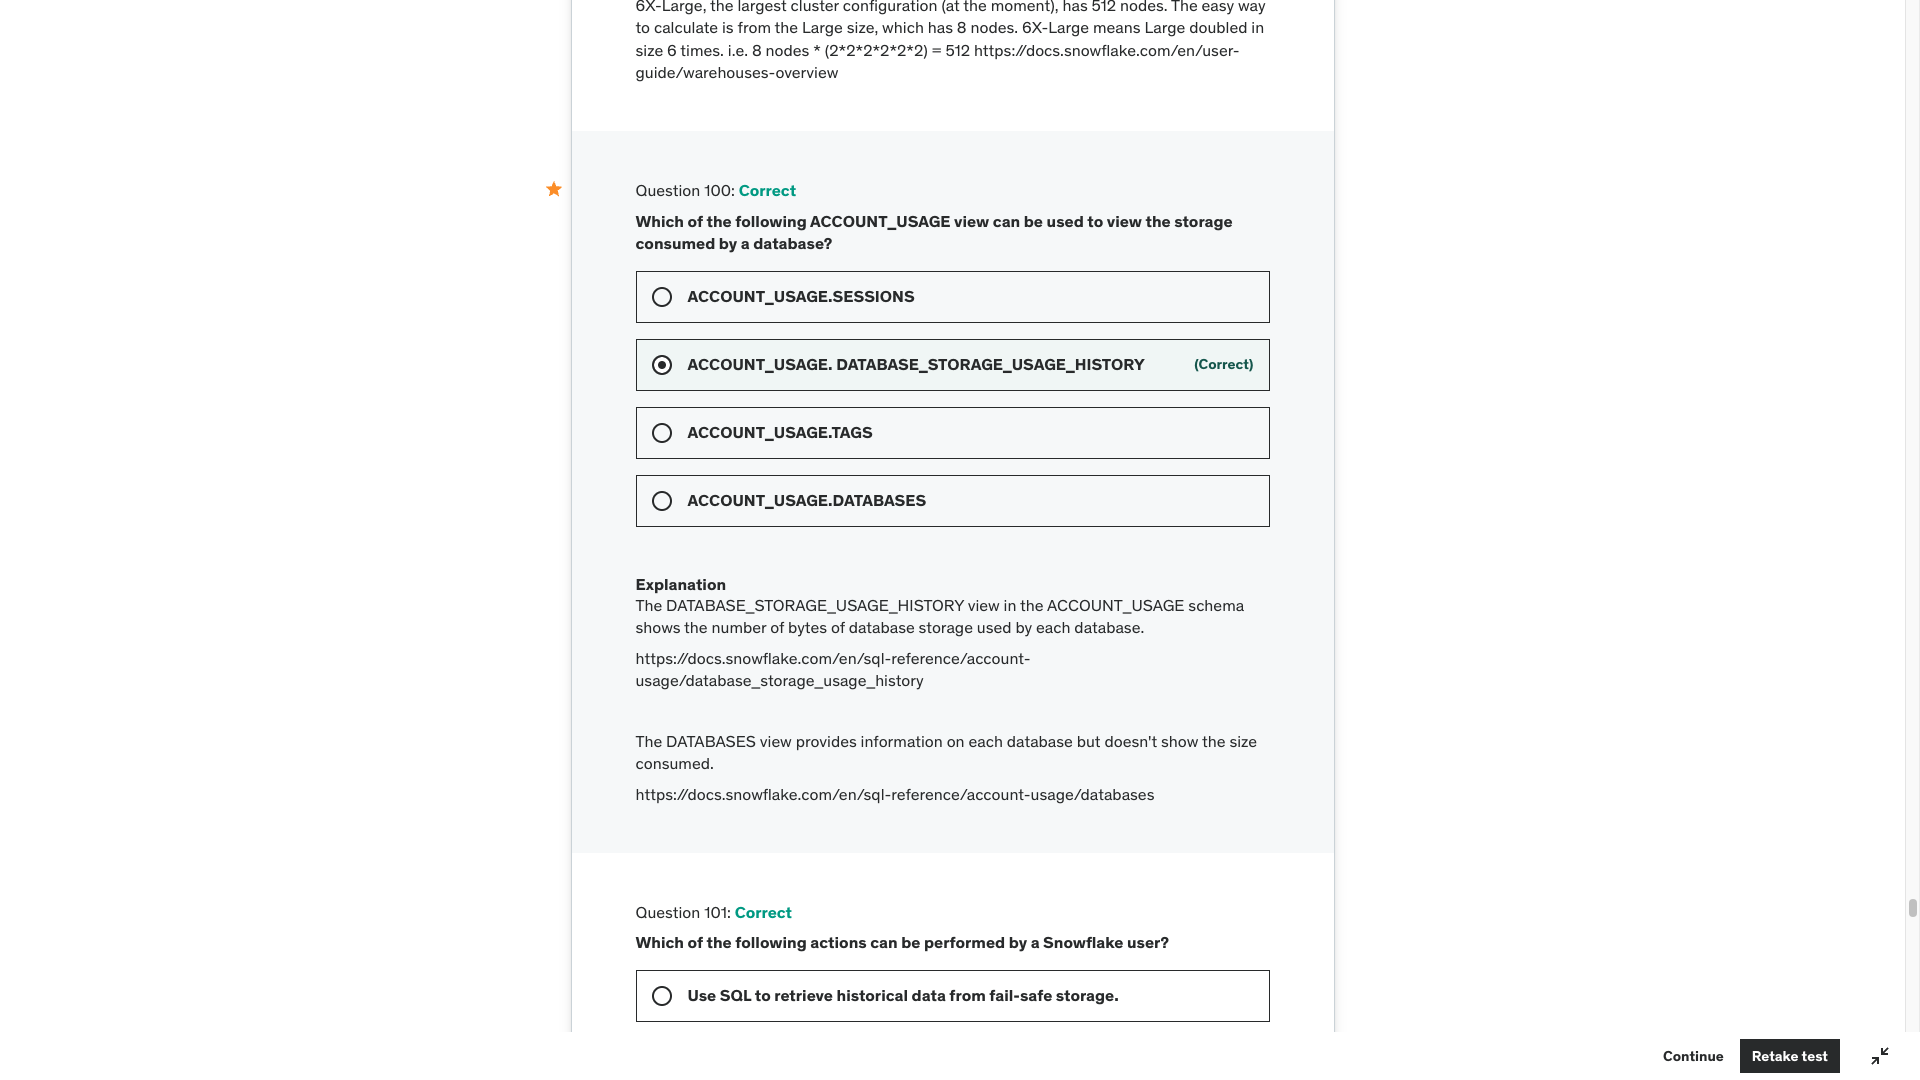 6X-Large, the largest cluster configuration (at the moment), has 512 nodes. The easy way
to calculate is from the Large size, which has 8 nodes. 6X-Large means Large doubled in
size 6 times. i.e. 8 nodes * (2*2*2*2*2*2) = 512 https://docs.snowflake.com/en/user-
guide/warehouses-overview
Question 100: Correct
Which of the following ACCOUNT_USAGE view can be used to view the storage
consumed by a database?
ACCOUNT_USAGE.SESSIONS
ACCOUNT_USAGE. DATABASE_STORAGE_USAGE_HISTORY (Correct)
ACCOUNT_USAGE.TAGS
ACCOUNT_USAGE.DATABASES
Explanation
The DATABASE_STORAGE_USAGE_HISTORY view in the ACCOUNT_USAGE schema
shows the number of bytes of database storage used by each database.
https://docs.snowflake.com/en/sql-reference/account-
usage/database_storage_usage_history
The DATABASES view provides information on each database but doesn't show the size
consumed.
https://docs.snowflake.com/en/sql-reference/account-usage/databases
Question 101: Correct
Which of the following actions can be performed by a Snowflake user?
Use SQL to retrieve historical data from fail-safe storage.
Continue
Retake test